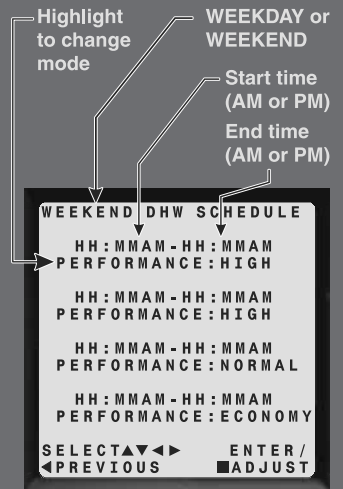 Highlight
to change
mode
WEEKDAY or
WEEKEND
Start time
(AM or PM)
End time
(AM or PM)
WEEKEND DHW SCHEDULE
HH:MMAM-HH:MMAM
PERFORMANCE:HIGH
HH:MMAM-HH:MMAM
PERFORMANCE:HIGH
HH:MMAM-HH:MMAM
PERFORMANCE:NORMAL
HH:MMAM-HH:MMAM
PERFORMANCE:ECONOMY
SELECT▲▼◀▶ ENTER/
◀PREVIOUS ■ADJUST